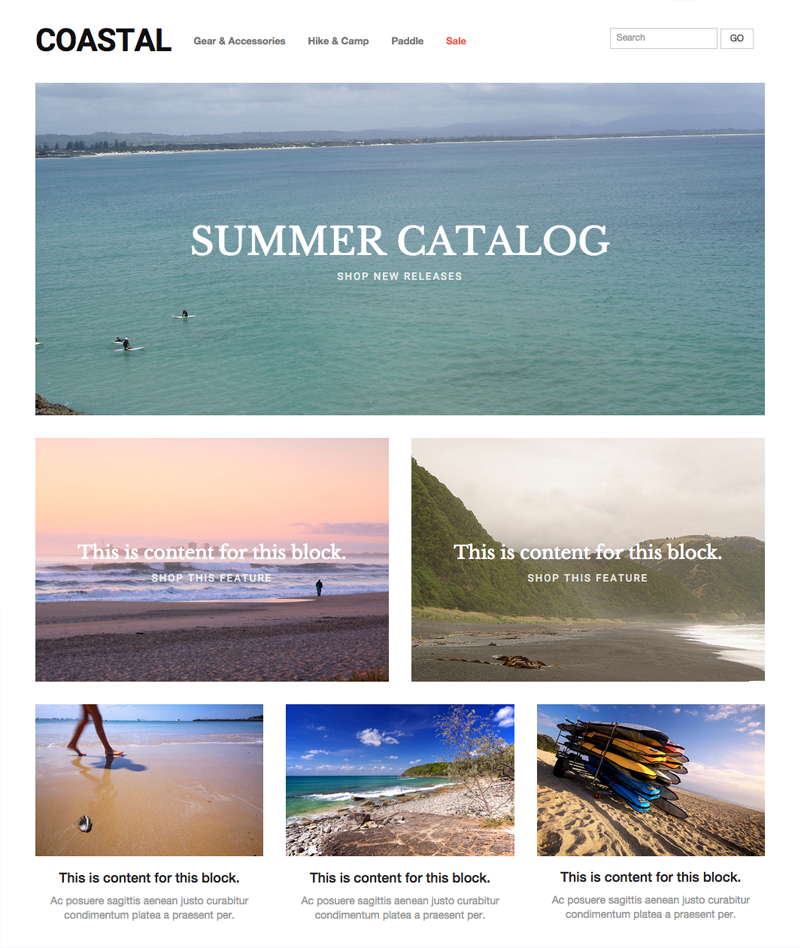 COASTAL
Gear & Accessories
Hike & Camp
Paddle
Sale
Search
GO
SUMMER CATALOG
SHOP NEW RELEASES
This is content for this block.
SHOP THIS FEATURE
This is content for this block.
SHOP THIS FEATURE
This is content for this block.
Ac posuere sagittis aenean justo curabitur
condimentum platea a praesent per.
This is content for this block.
Ac posuere sagittis aenean justo curabitur
condimentum platea a praesent per.
This is content for this block.
Ac posuere sagittis aenean justo curabitur
condimentum platea a praesent per.